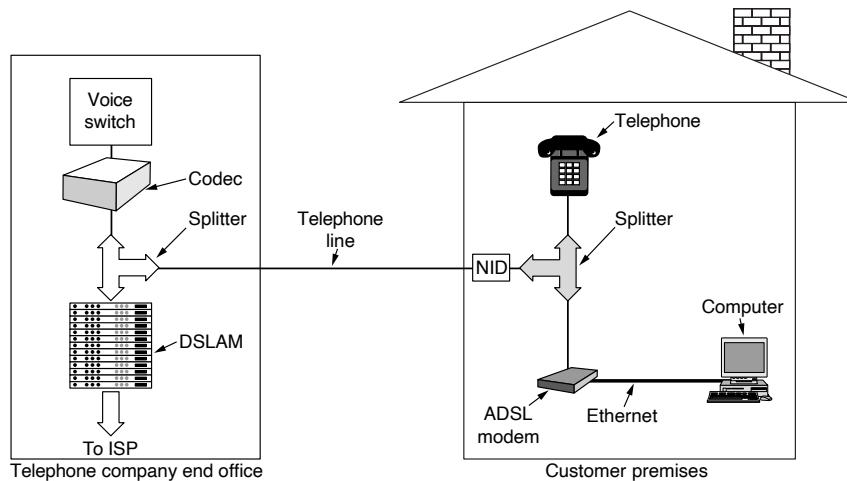 Voice
switch
Codec
Splitter
Telephone
line
DSLAM
To ISP
Telephone company end office
Telephone
Splitter
NID
Computer
ADSL
modem
Ethernet
Customer premises